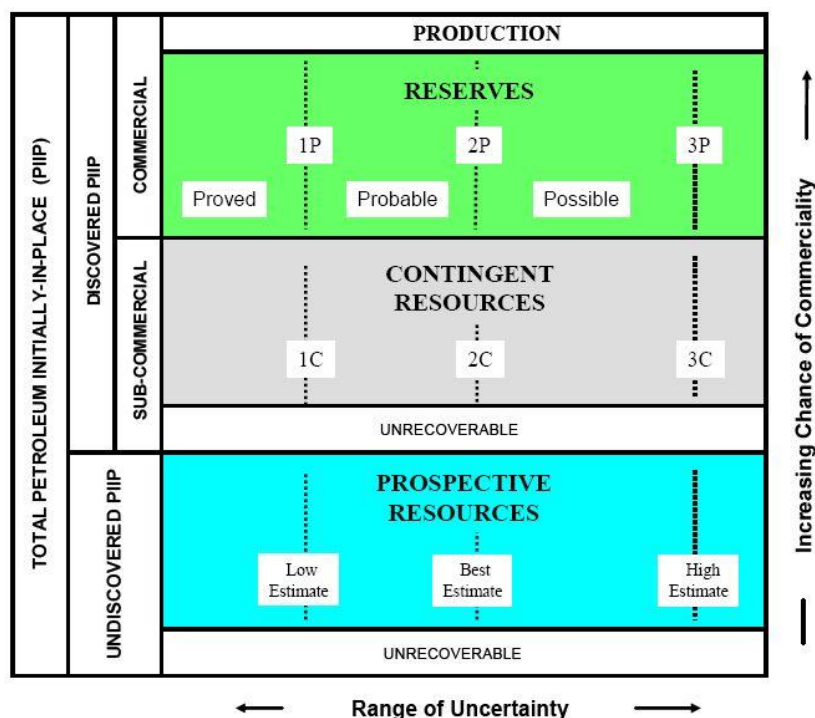 TOTAL PETROLEUM INITIALLY-IN-PLACE (PIIP)
DISCOVERED PIIP
UNDISCOVERED PIIP
COMMERCIAL
SUB-COMMERCIAL
PRODUCTION
RESERVES
1P
2P
3P
Proved
Probable
Possible
CONTINGENT
RESOURCES
1C
2C
3C
UNRECOVERABLE
PROSPECTIVE
RESOURCES
Low
Estimate
Best
Estimate
High
Estimate
UNRECOVERABLE
Increasing Chance of Commerciality
Range of Uncertainty